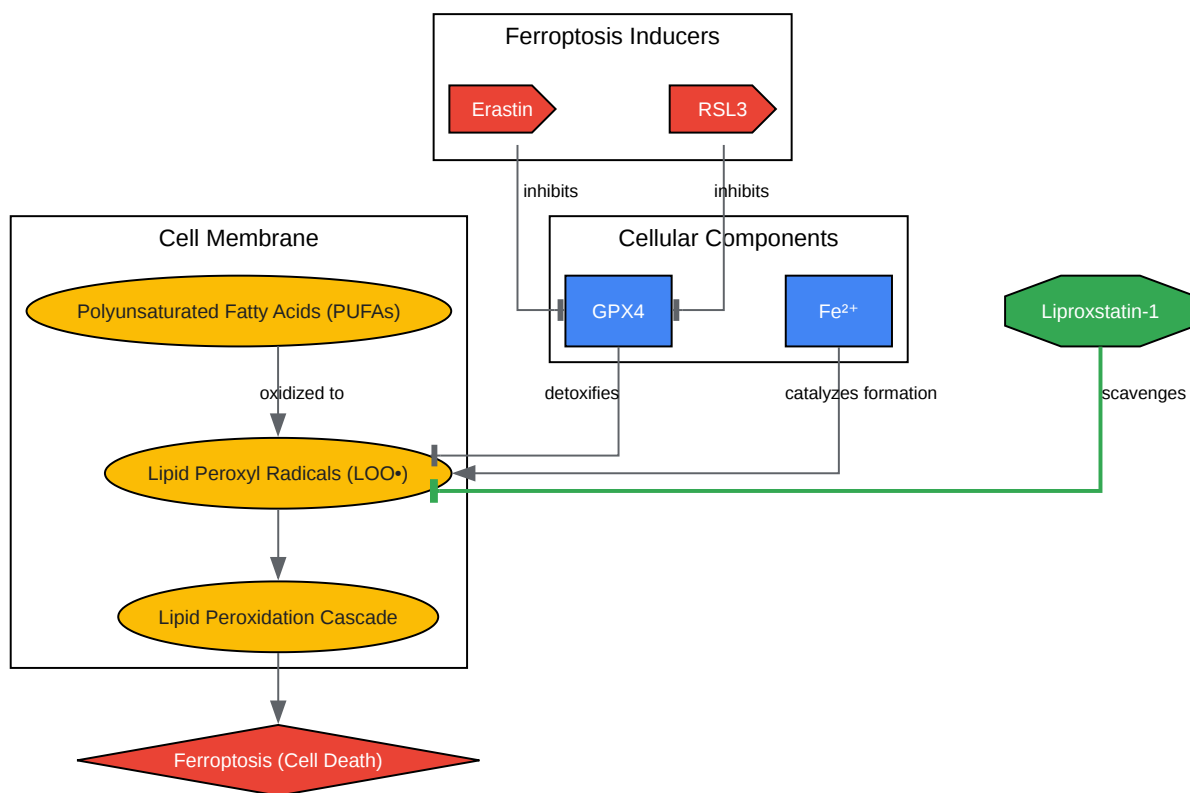 Ferroptosis Inducers
Erastin
RSL3
inhibits
inhibits
Cell Membrane
Cellular Components
Polyunsaturated Fatty Acids (PUFAs)
GPX4
Fe²⁺
Liproxstatin-1
oxidized to
detoxifies
catalyzes formation
scavenges
Lipid Peroxyl Radicals (LOO•)
Lipid Peroxidation Cascade
Ferroptosis (Cell Death)